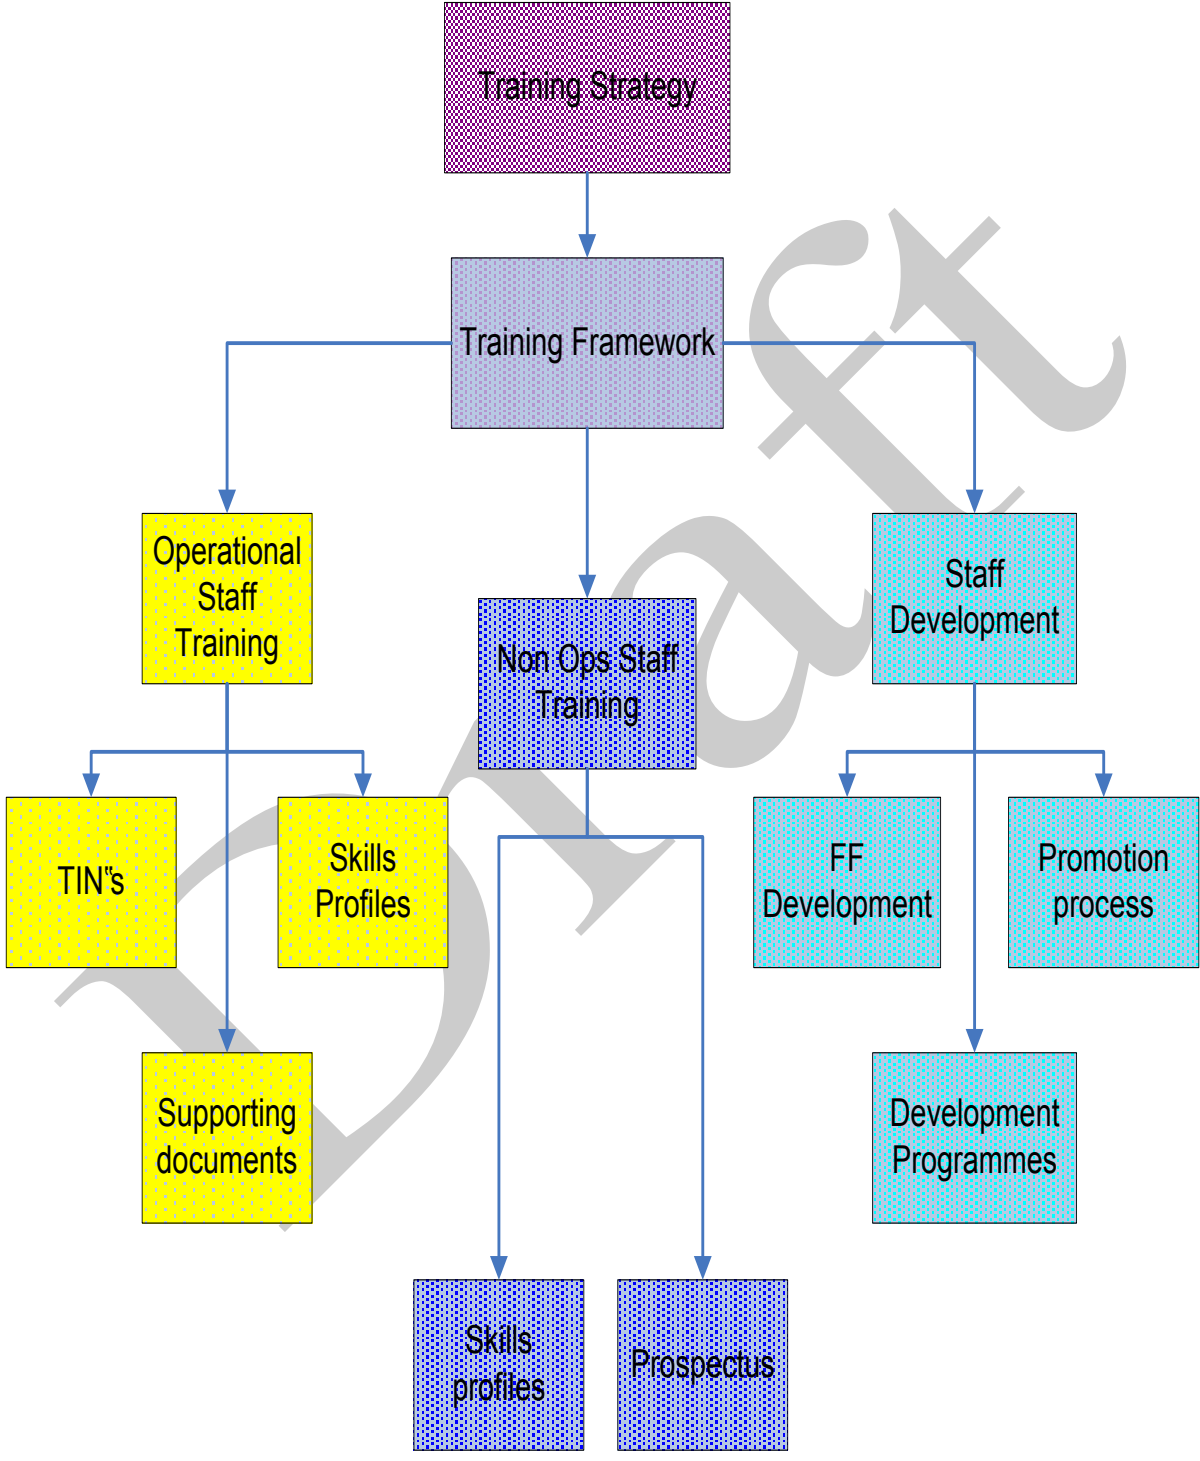 Training Strategy
Training Framework
Operational
Staff
Training
Non Ops Staff
Training
Staff
Development
TIN‟s
Skills
Profiles
FF
Development
Promotion
process
Supporting
documents
Development
Programmes
Skills
profiles
Prospectus
Draft